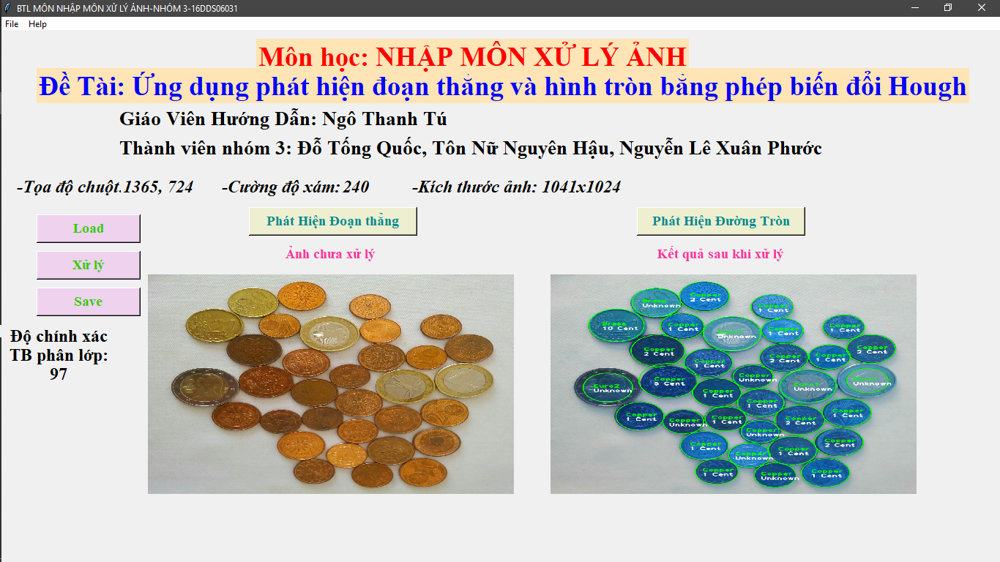 BTL MÔN NHẬP MÔN XỬ LÝ ẢNH-NHÓM 3-16DDS06031
File Help
Môn học: NHẬP MÔN XỬ LÝ ẢNH
Đề Tài: Ứng dụng phát hiện đoạn thẳng và hình tròn bằng phép biến đổi Hough
Giáo Viên Hướng Dẫn: Ngô Thanh Tú
Thành viên nhóm 3: Đỗ Tống Quốc, Tôn Nữ Nguyên Hậu, Nguyễn Lê Xuân Phước
-Tọa độ chuột.1365, 724 -Cường độ xám: 240 -Kích thước ảnh: 1041x1024
Load
Xử lý
Save
Độ chính xác
TB phân lớp:
97
Phát Hiện Đoạn thẳng
Ảnh chưa xử lý
Phát Hiện Đường Tròn
Kết quả sau khi xử lý
Copper
2 Cent
Brass
Unknown
Copper
1 Cent
Brass
10 Cent
Copper
1 Cent
Unknown
Copper
1 Cent
Copper
1 Cent
Copper
2 Cent
Copper
1 Cent
Copper
2 Cent
Copper
1 Cent
Copper
2 Cent
Copper
Unknown
Copper
5 Cent
Euro2
Unknown
Unknown
Unknown
Copper
1 Cent
Copper
1 Cent
Copper
1 Cent
Copper
1 Cent
Copper
Unknown
Copper
1 Cent
Copper
2 Cent
Copper
Unknown
Copper
1 Cent
Copper
Unknown
Copper
1 Cent
Copper
2 Cent
Copper
1 Cent
Copper
Unknown
Copper
1 Cent